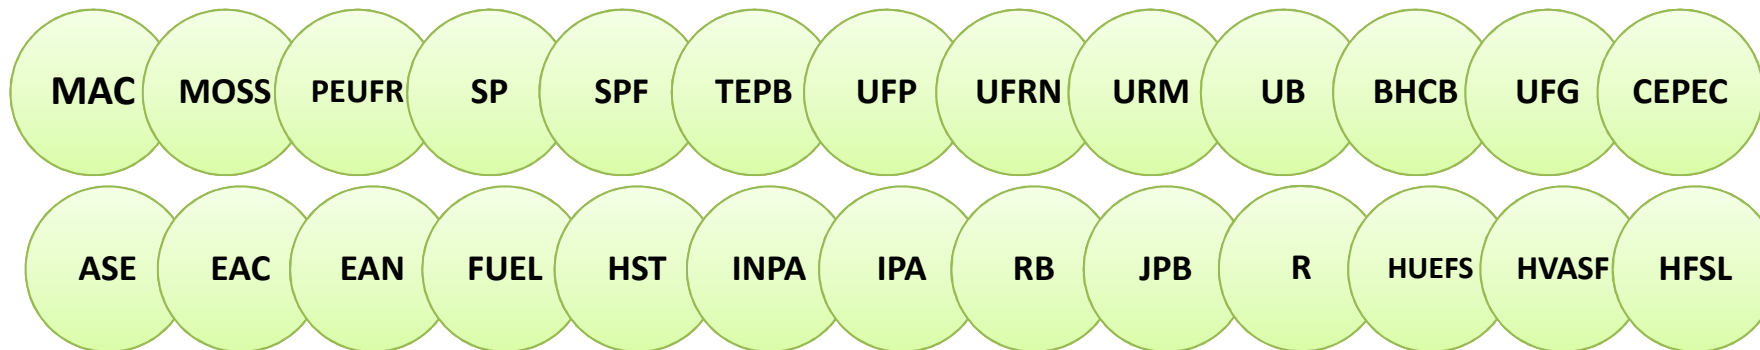 MAC MOSS PEUFR SP SPF TEPB UFP UFRN URM UB BHCB UFG CEPEC
ASE EAC EAN FUEL HST INPA IPA RB JPB R HUEFS HVASF HFSL